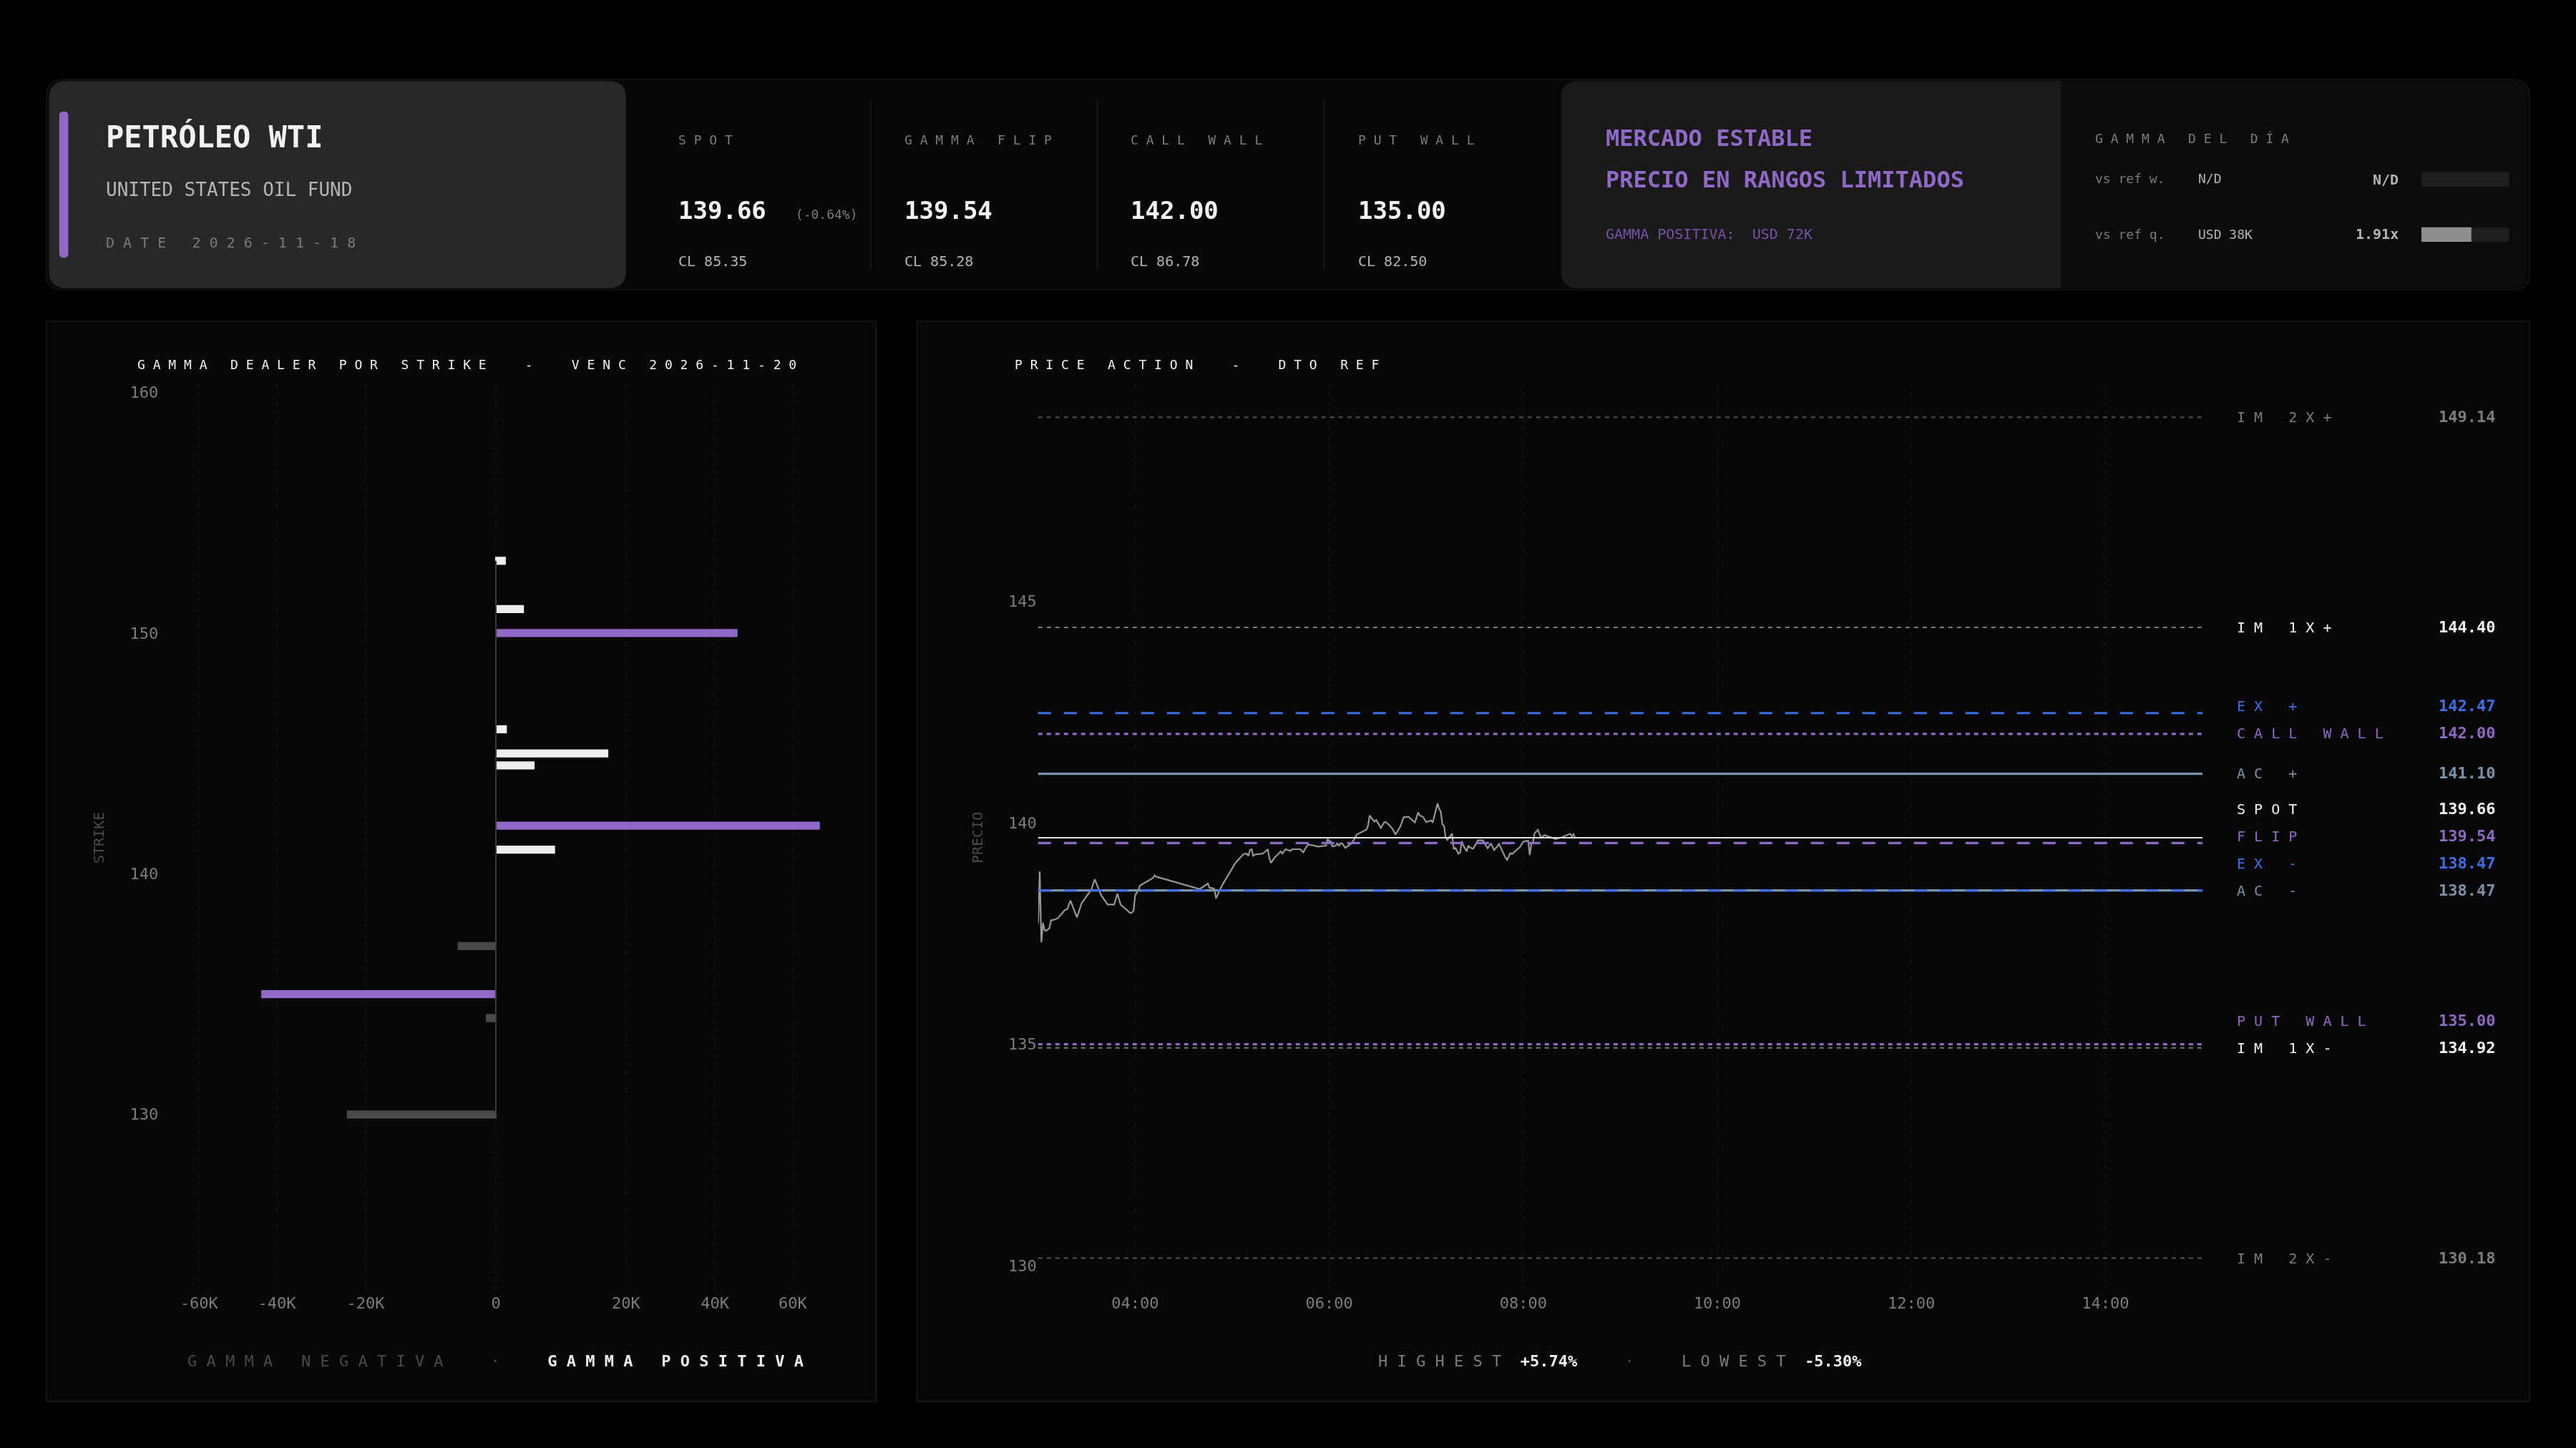 PETRÓLEO WTI
UNITED STATES OIL FUND
DATE 2026-11-18
SPOT
139.66 (-0.64%)
CL 85.35
GAMMA FLIP
139.54
CL 85.28
CALL WALL
142.00
CL 86.78
PUT WALL
135.00
CL 82.50
MERCADO ESTABLE
PRECIO EN RANGOS LIMITADOS
GAMMA POSITIVA: USD 72K
GAMMA DEL DÍA
vs ref w. N/D N/D
vs ref q. USD 38K 1.91x
GAMMA DEALER POR STRIKE - VENC 2026-11-20
160
150
140
130
STRIKE
-60K -40K -20K 0 20K 40K 60K
GAMMA NEGATIVA · GAMMA POSITIVA
PRICE ACTION - DTO REF
145
140
135
130
PRECIO
04:00 06:00 08:00 10:00 12:00 14:00
IM 2X+ 149.14
IM 1X+ 144.40
EX + 142.47
CALL WALL 142.00
AC + 141.10
SPOT 139.66
FLIP 139.54
EX - 138.47
AC - 138.47
PUT WALL 135.00
IM 1X- 134.92
IM 2X- 130.18
HIGHEST +5.74% · LOWEST -5.30%